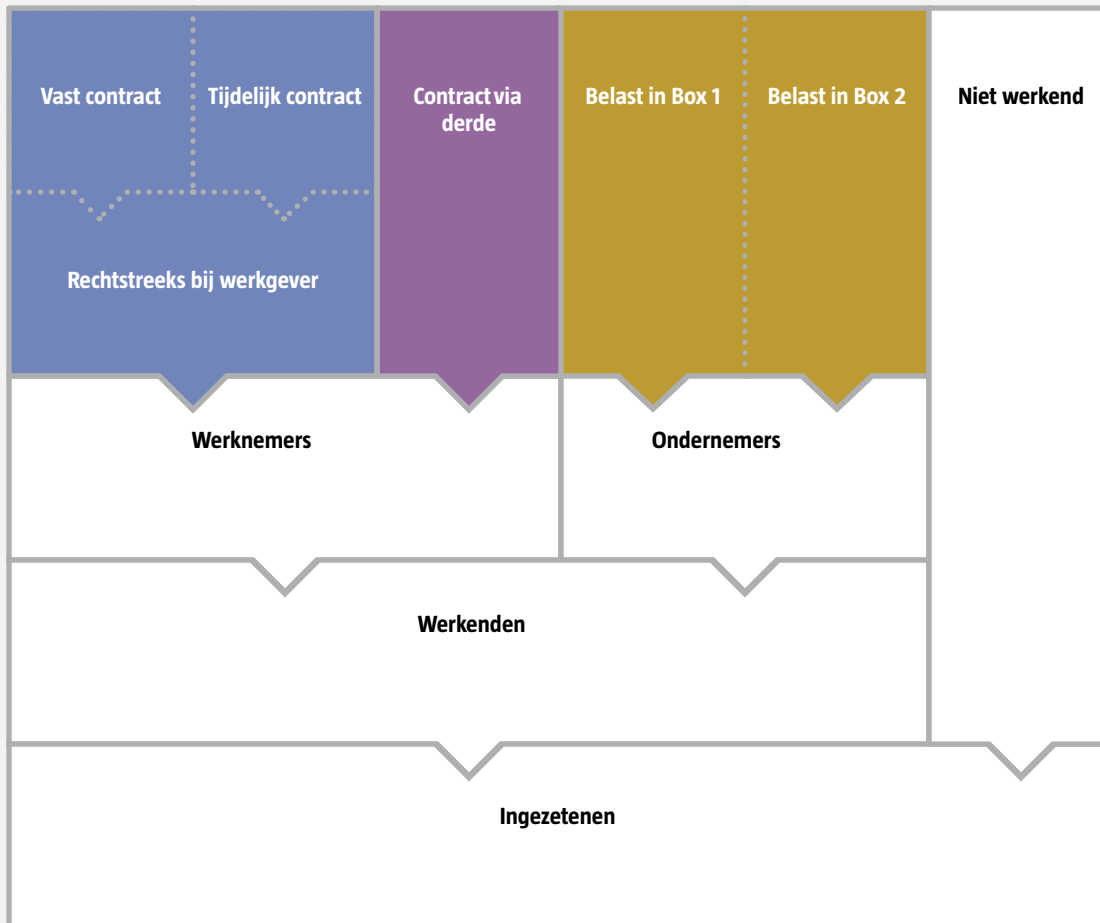 Vast contract
Tijdelijk contract
Contract via
derde
Belast in Box 1
Belast in Box 2
Niet werkend
Rechtstreeks bij werkgever
Werknemers
Ondernemers
Werkenden
Ingezetenen